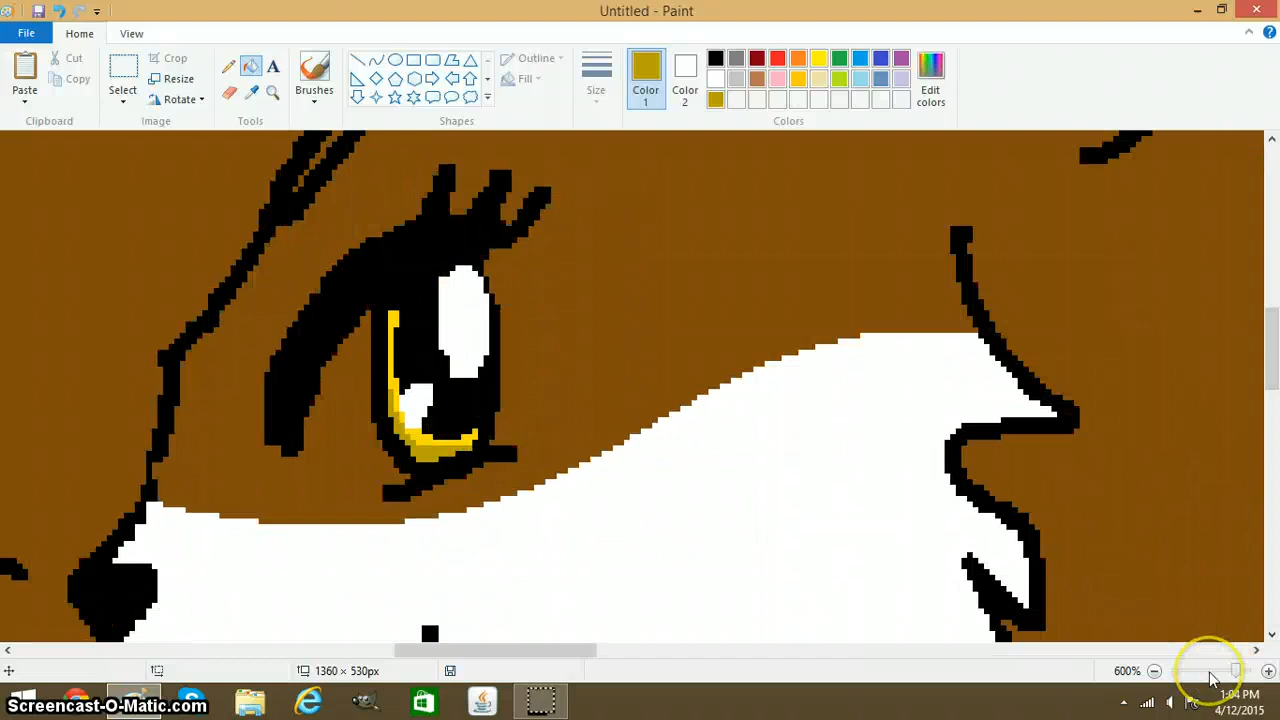 Untitled - Paint
File
Home
View
Paste
Cut
Copy
Clipboard
Select
Crop
Resize
Rotate
Image
A
Tools
Brushes
Outline
Fill
Shapes
Size
Color 1
Color 2
Edit colors
Colors
1360 × 530px
600%
1:04 PM
4/12/2015
Screencast-O-Matic.com